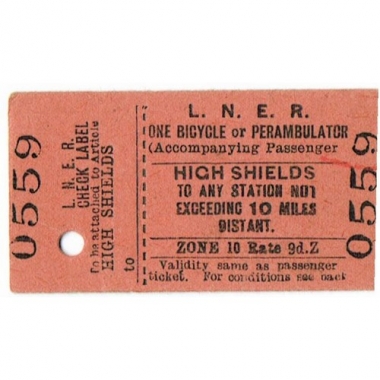 0559
L. N. E. R.
CHECK LABEL
To be attached to Article
HIGH SHIELDS
to
L. N. E. R.
ONE BICYCLE or PERAMBULATOR
(Accompanying Passenger
HIGH SHIELDS
TO ANY STATION NOT
EXCEEDING 10 MILES
DISTANT.
ZONE 10 Rate 9d.Z
Validity same as passenger
ticket. For conditions see back
0559